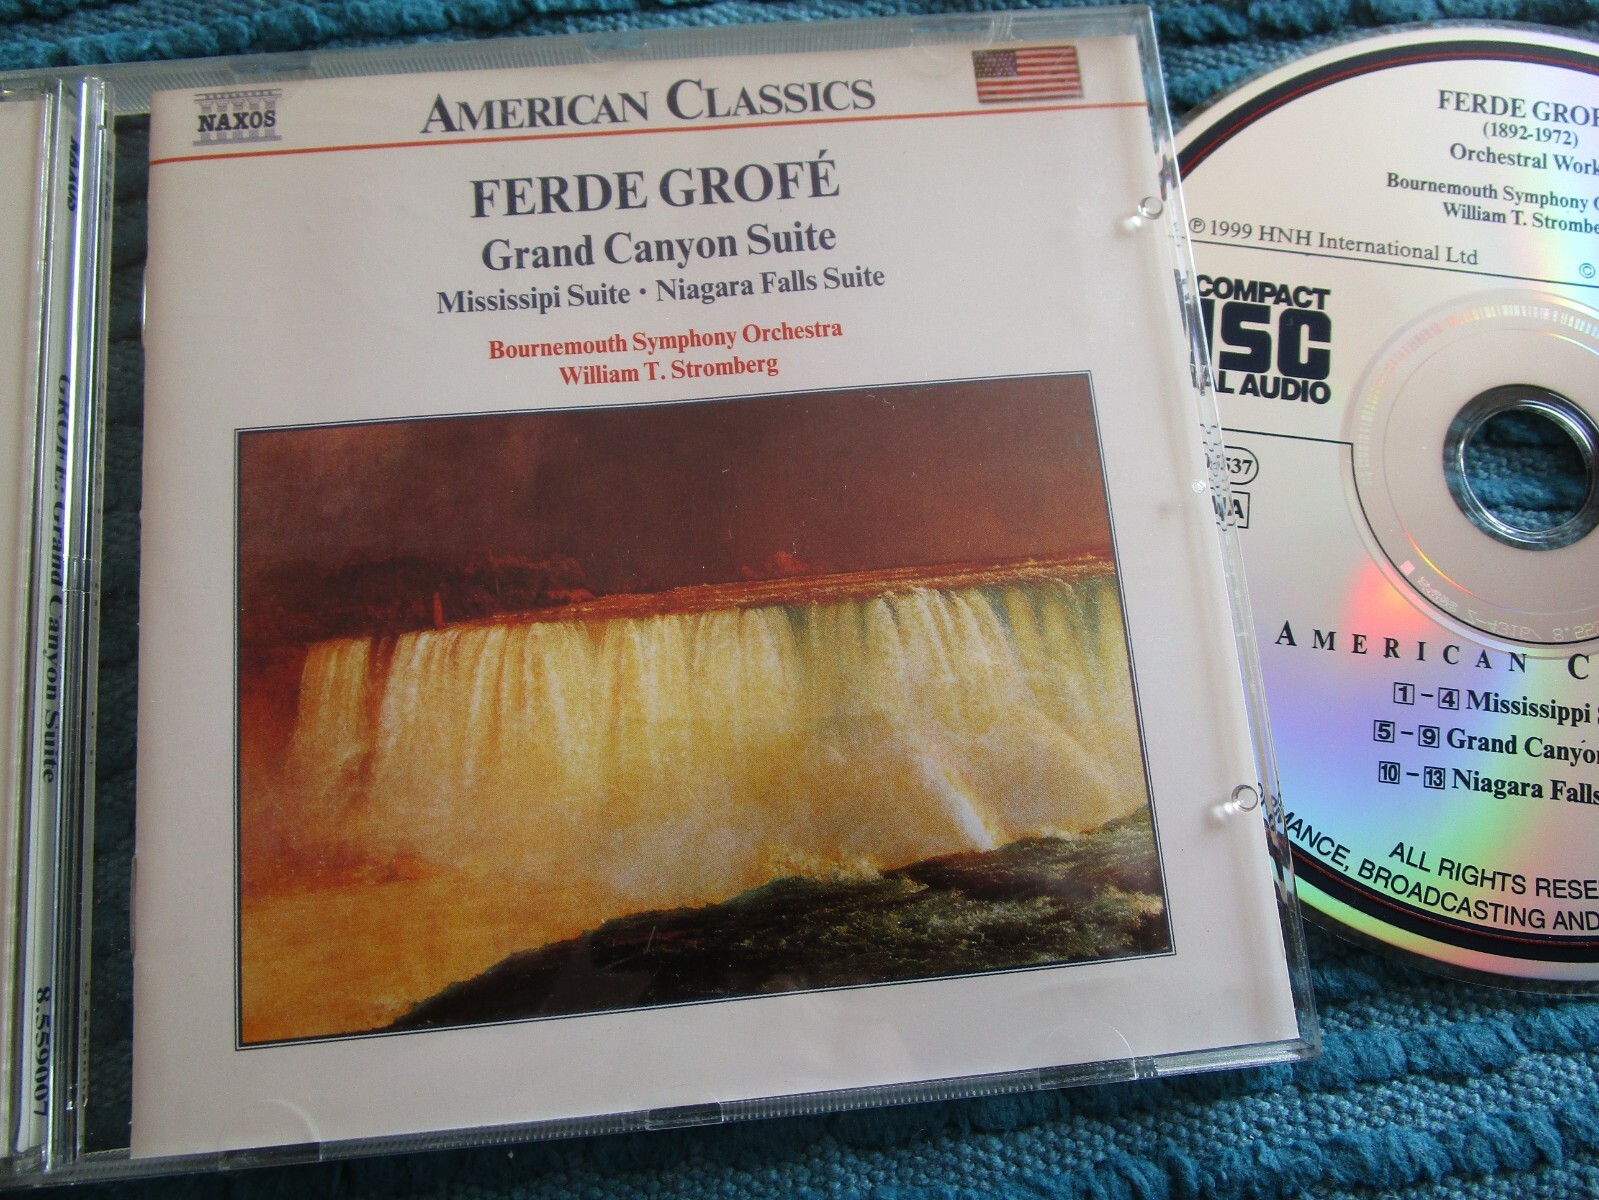 NAXOS
AMERICAN CLASSICS
FERDE GROFÉ
Grand Canyon Suite
Mississipi Suite • Niagara Falls Suite
Bournemouth Symphony Orchestra
William T. Stromberg
NAXOS
GROFÉ: Grand Canyon Suite
8.559007
FERDE GROF
(1892-1972)
Orchestral Work
Bournemouth Symphony O
William T. Strombe
℗ 1999 HNH International Ltd
©
COMPACT
ISC
AL AUDIO
537
AMERICAN C
1 – 4 Mississippi S
5 – 9 Grand Canyo
10 – 13 Niagara Falls
ALL RIGHTS RESE
MANCE, BROADCASTING AND